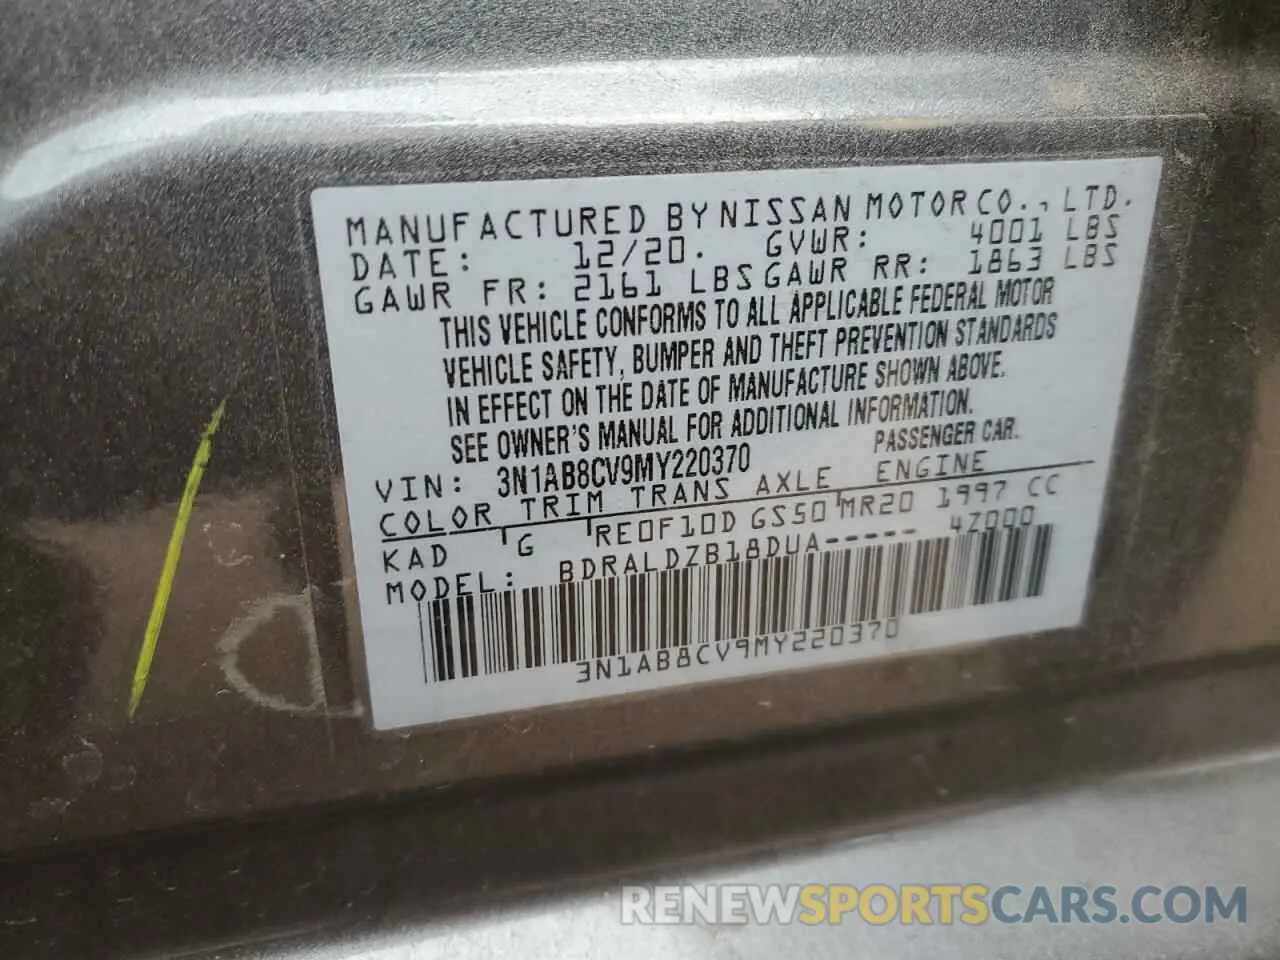 MANUFACTURED BY NISSAN MOTOR CO., LTD.
DATE: 12/20. GVWR: 4001 LBS
GAWR FR: 2161 LBS GAWR RR: 1863 LBS
THIS VEHICLE CONFORMS TO ALL APPLICABLE FEDERAL MOTOR
VEHICLE SAFETY, BUMPER AND THEFT PREVENTION STANDARDS
IN EFFECT ON THE DATE OF MANUFACTURE SHOWN ABOVE.
SEE OWNER'S MANUAL FOR ADDITIONAL INFORMATION.
VIN: 3N1AB8CV9MY220370 PASSENGER CAR.
COLOR TRIM TRANS AXLE ENGINE
KAD G RE0F10D GS50 MR20 1997 CC
MODEL: BDRALDZB18DUA----- 4Z000
3N1AB8CV9MY220370
RENEWSPORTSCARS.COM